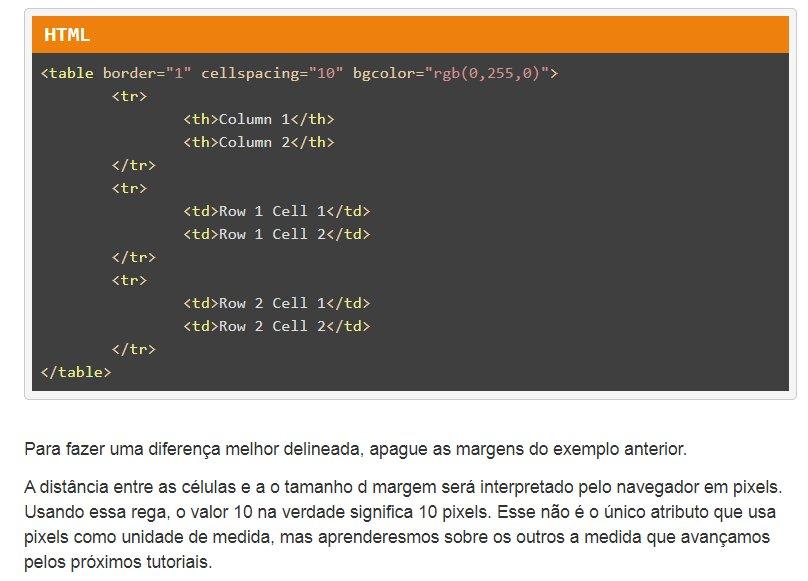 HTML
<table border="1" cellspacing="10" bgcolor="rgb(0,255,0)">
<tr>
<th>Column 1</th>
<th>Column 2</th>
</tr>
<tr>
<td>Row 1 Cell 1</td>
<td>Row 1 Cell 2</td>
</tr>
<tr>
<td>Row 2 Cell 1</td>
<td>Row 2 Cell 2</td>
</tr>
</table>
Para fazer uma diferença melhor delineada, apague as margens do exemplo anterior.
A distância entre as células e a o tamanho d margem será interpretado pelo navegador em pixels.
Usando essa rega, o valor 10 na verdade significa 10 pixels. Esse não é o único atributo que usa
pixels como unidade de medida, mas aprenderesmos sobre os outros a medida que avançamos
pelos próximos tutoriais.